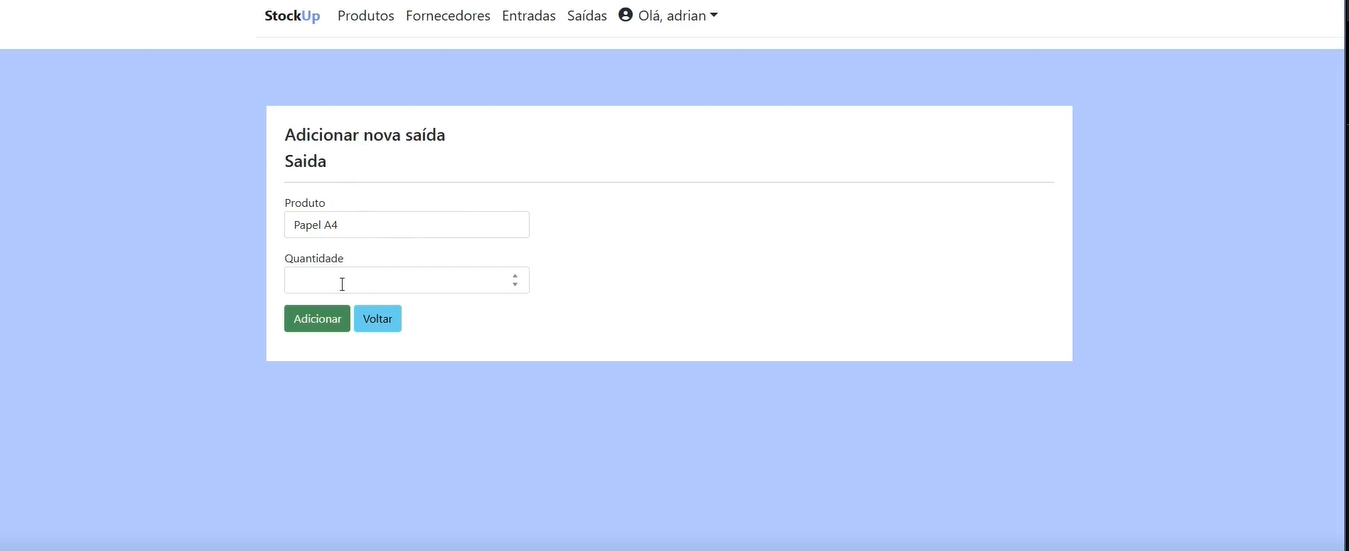 StockUp Produtos Fornecedores Entradas Saídas Olá, adrian
Adicionar nova saída
Saida
Produto
Papel A4
Quantidade
Adicionar Voltar